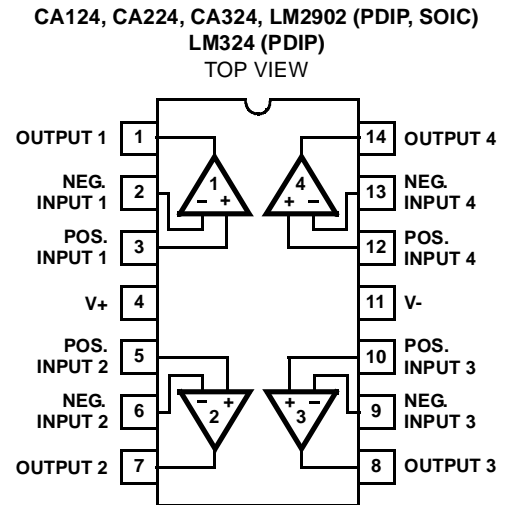 CA124, CA224, CA324, LM2902 (PDIP, SOIC)
LM324 (PDIP)
TOP VIEW
OUTPUT 1 1 14 OUTPUT 4
NEG. INPUT 1 2 13 NEG. INPUT 4
1 4
− + + −
POS. INPUT 1 3 12 POS. INPUT 4
V+ 4 11 V-
POS. INPUT 2 5 10 POS. INPUT 3
NEG. INPUT 2 6 9 NEG. INPUT 3
− + + −
2 3
OUTPUT 2 7 8 OUTPUT 3